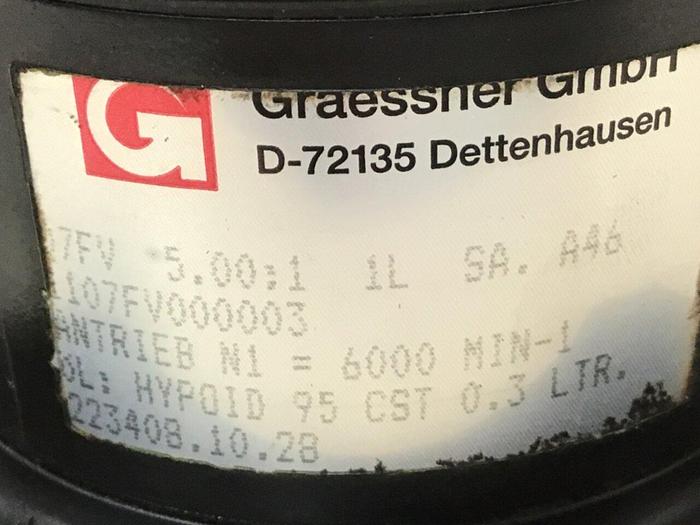 G
Graessner GmbH
D-72135 Dettenhausen
7FV 5.00:1 1L SA. A46
107FV000003
ANTRIEB N1 = 6000 MIN-1
OL: HYPOID 95 CST 0.3 LTR.
223408.10.28